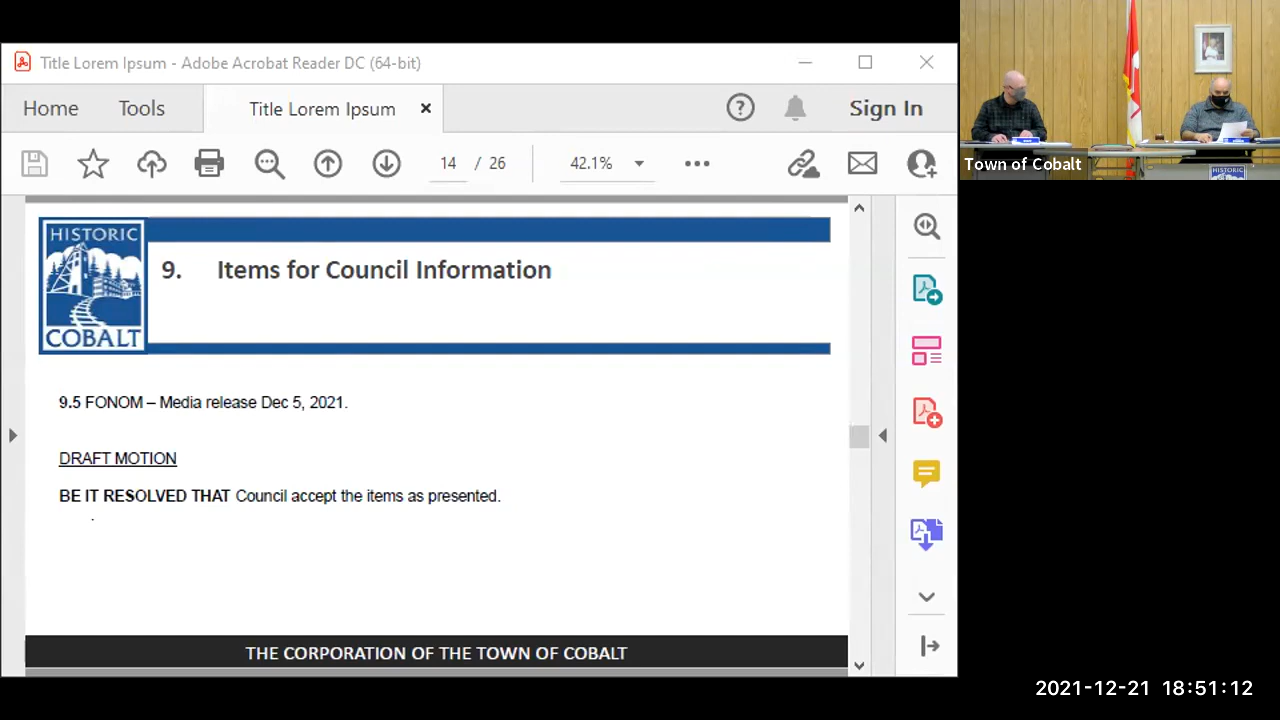 Title Lorem Ipsum - Adobe Acrobat Reader DC (64-bit)
Home Tools Title Lorem Ipsum × Sign In
14 / 26 42.1%
HISTORIC
COBALT
9. Items for Council Information
9.5 FONOM – Media release Dec 5, 2021.
DRAFT MOTION
BE IT RESOLVED THAT Council accept the items as presented.
.
THE CORPORATION OF THE TOWN OF COBALT
Town of Cobalt
HISTORIC
2021-12-21 18:51:12